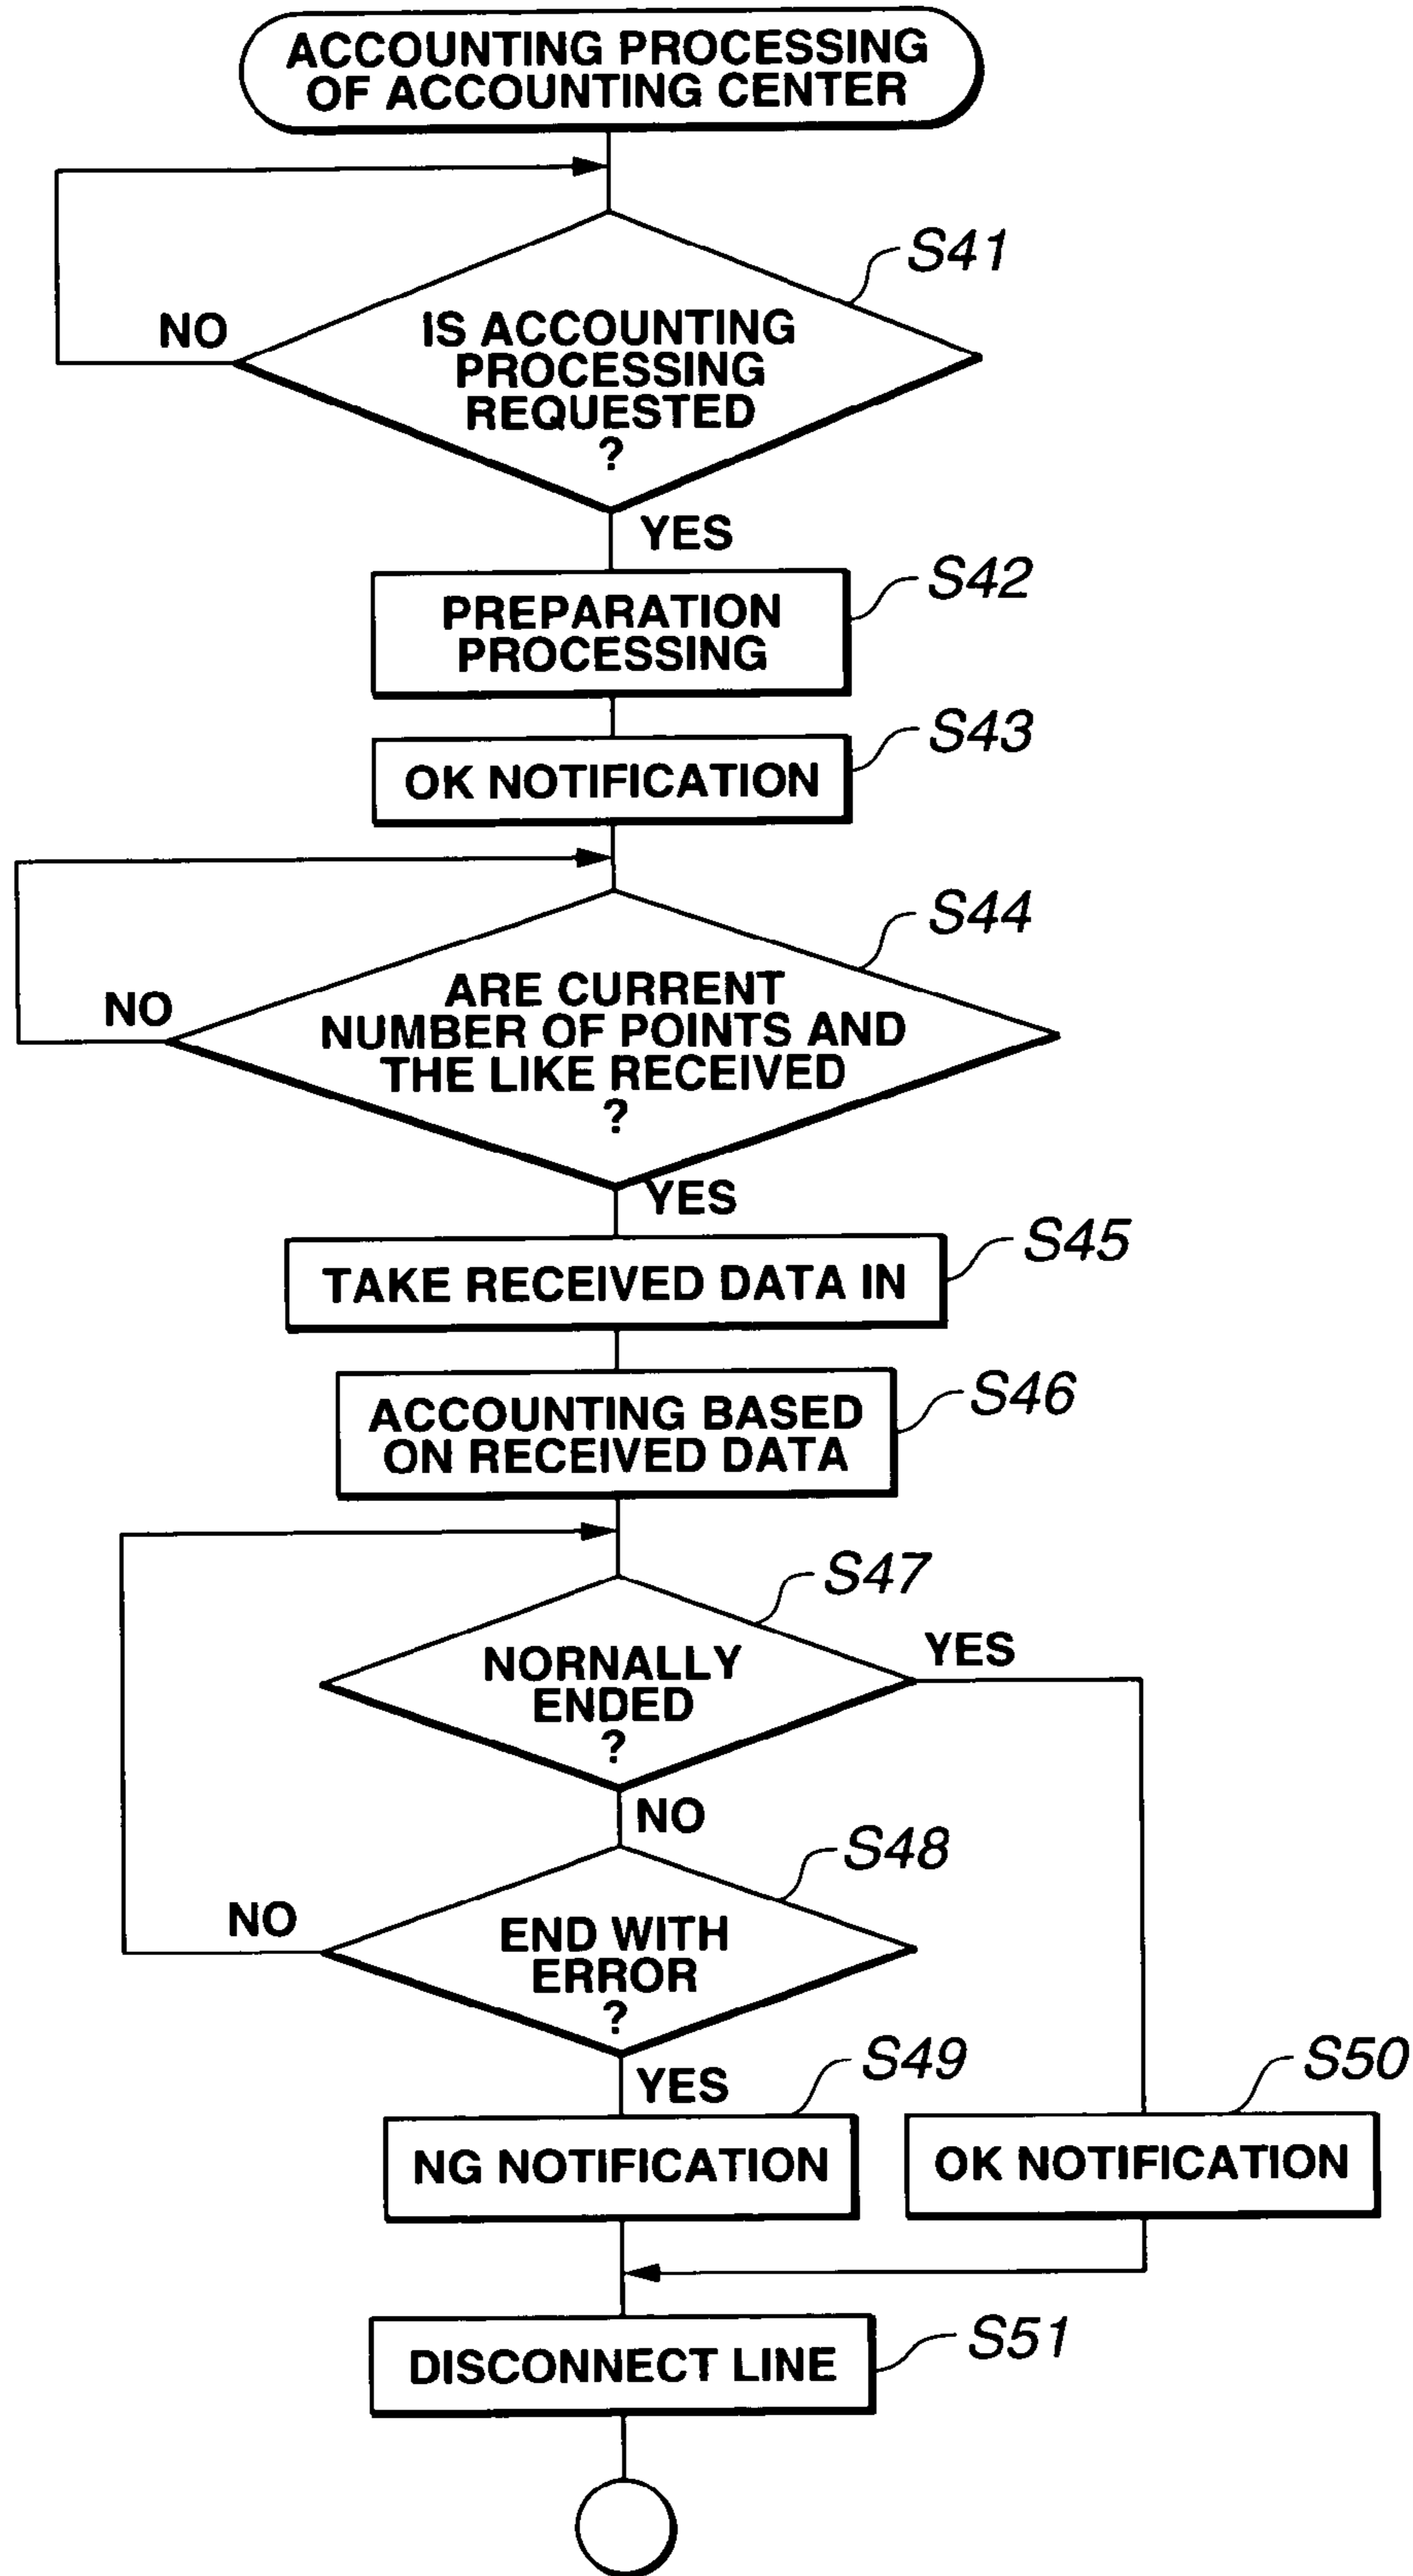 ACCOUNTING PROCESSING
OF ACCOUNTING CENTER
S41
NO
IS ACCOUNTING
PROCESSING
REQUESTED
?
YES
S42
PREPARATION
PROCESSING
S43
OK NOTIFICATION
S44
NO
ARE CURRENT
NUMBER OF POINTS AND
THE LIKE RECEIVED
?
YES
S45
TAKE RECEIVED DATA IN
S46
ACCOUNTING BASED
ON RECEIVED DATA
S47
YES
NORNALLY
ENDED
?
NO
S48
NO
END WITH
ERROR
?
YES
S49
S50
NG NOTIFICATION
OK NOTIFICATION
S51
DISCONNECT LINE